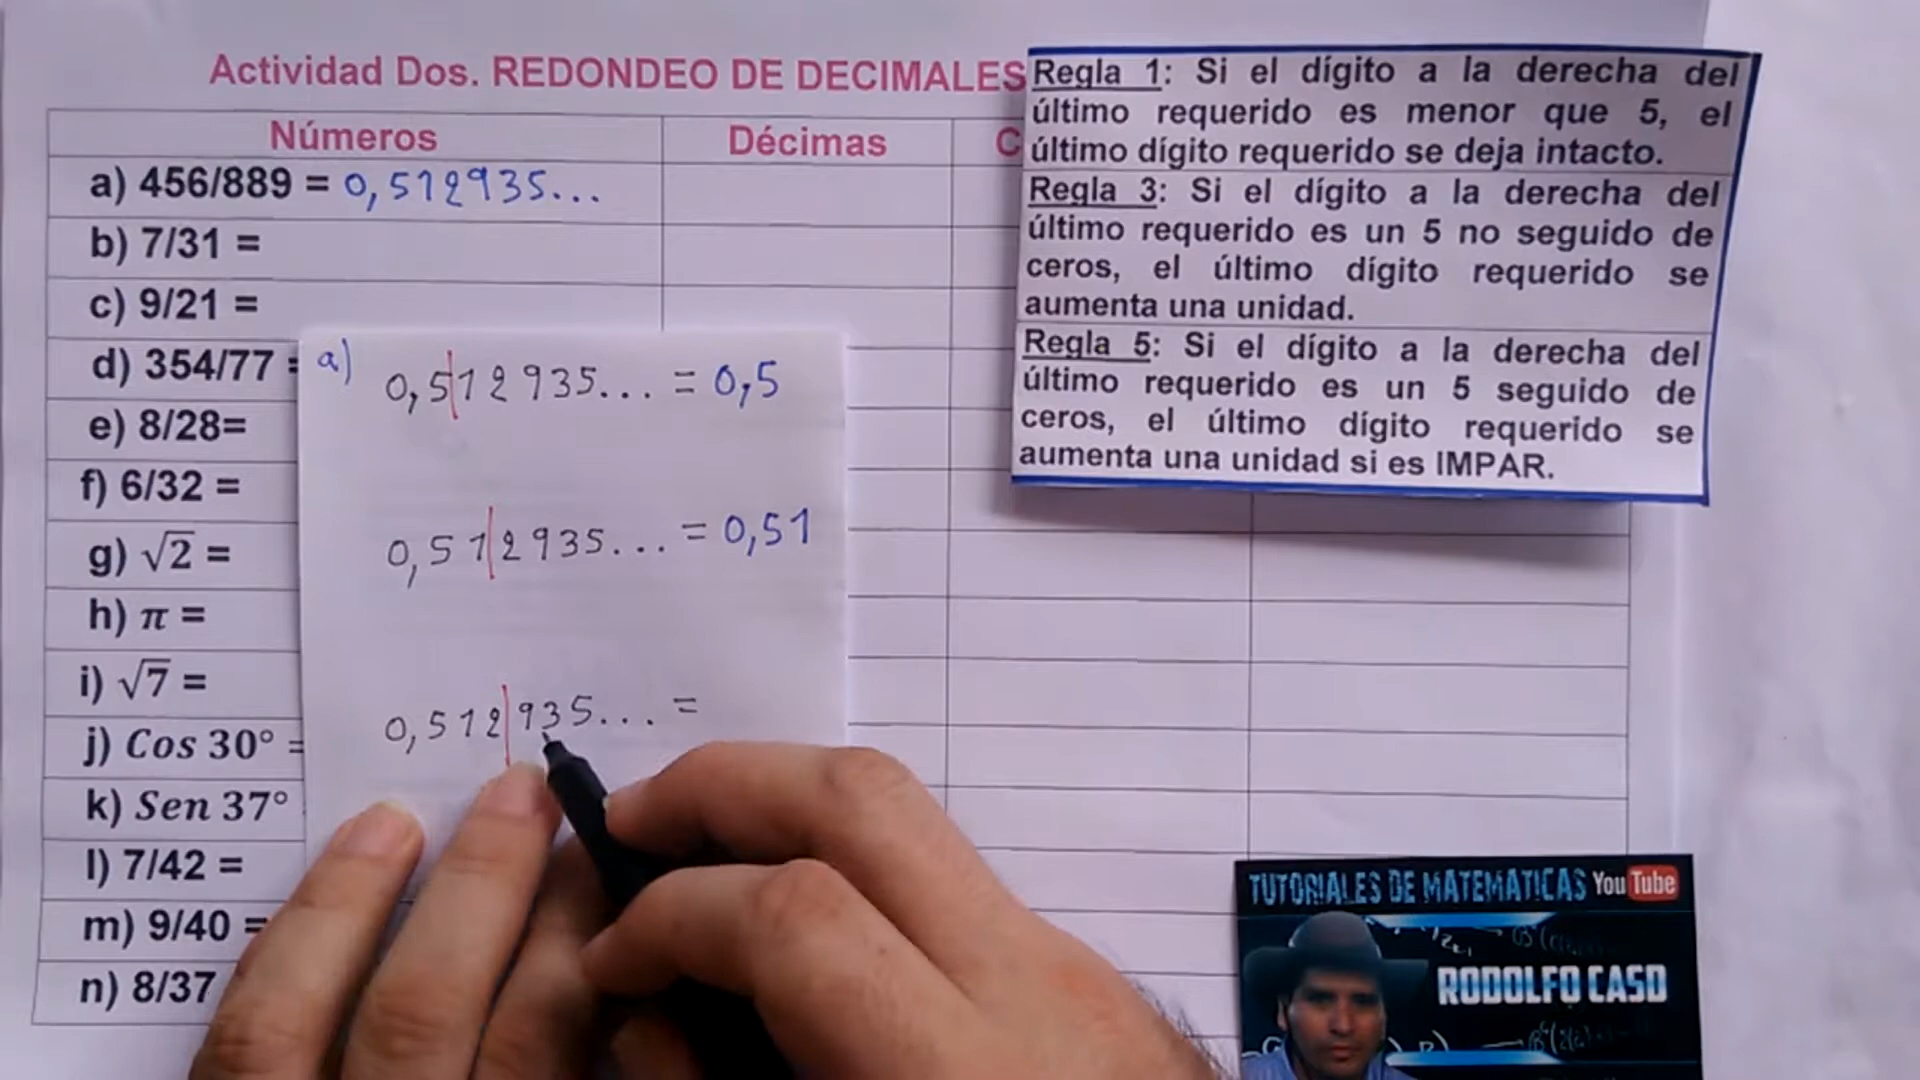 Actividad Dos. REDONDEO DE DECIMALES
Números
Décimas
C
a) 456/889 = 0,512935...
b) 7/31 =
c) 9/21 =
d) 354/77 =
e) 8/28=
f) 6/32 =
g) √2 =
h) π =
i) √7 =
j) Cos 30° =
k) Sen 37°
l) 7/42 =
m) 9/40 =
n) 8/37
a)
0,5|12935... = 0,5
0,51|2935... = 0,51
0,512|935... =
Regla 1: Si el dígito a la derecha del
último requerido es menor que 5, el
último dígito requerido se deja intacto.
Regla 3: Si el dígito a la derecha del
último requerido es un 5 no seguido de
ceros, el último dígito requerido se
aumenta una unidad.
Regla 5: Si el dígito a la derecha del
último requerido es un 5 seguido de
ceros, el último dígito requerido se
aumenta una unidad si es IMPAR.
TUTORIALES DE MATEMATICAS YouTube
RODOLFO CASO